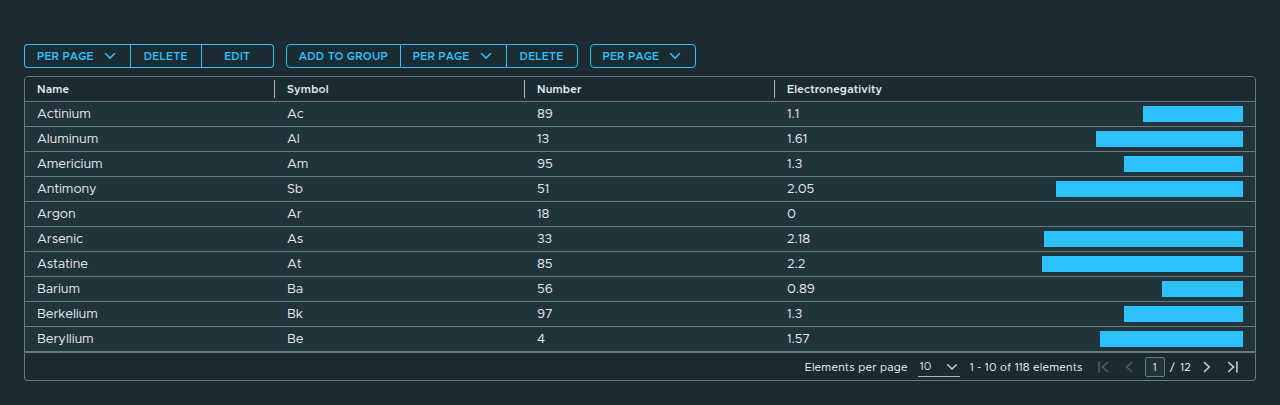 PER PAGE DELETE EDIT ADD TO GROUP PER PAGE DELETE PER PAGE
Name Symbol Number Electronegativity
Actinium Ac 89 1.1
Aluminum Al 13 1.61
Americium Am 95 1.3
Antimony Sb 51 2.05
Argon Ar 18 0
Arsenic As 33 2.18
Astatine At 85 2.2
Barium Ba 56 0.89
Berkelium Bk 97 1.3
Beryllium Be 4 1.57
Elements per page 10 1 - 10 of 118 elements 1 / 12